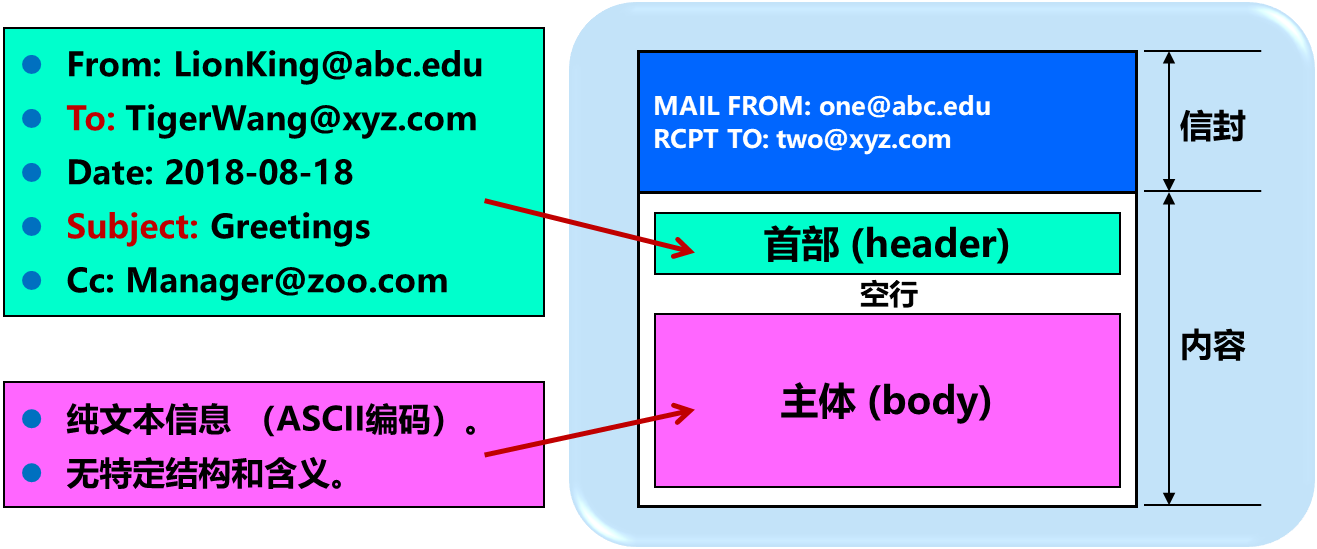 From: LionKing@abc.edu
To: TigerWang@xyz.com
Date: 2018-08-18
Subject: Greetings
Cc: Manager@zoo.com
纯文本信息 （ASCII编码）。
无特定结构和含义。
MAIL FROM: one@abc.edu
RCPT TO: two@xyz.com
首部 (header)
空行
主体 (body)
信封
内容